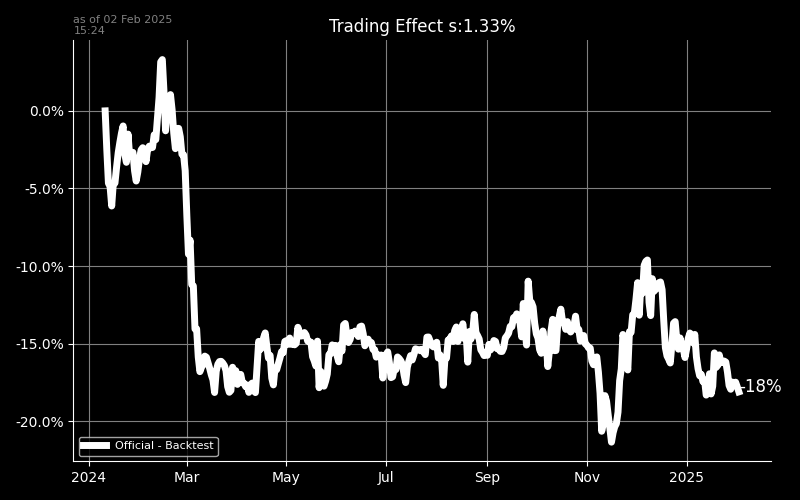 as of 02 Feb 2025
15:24
Trading Effect s:1.33%
0.0%
-5.0%
-10.0%
-15.0%
-20.0%
-18%
Official - Backtest
2024 Mar May Jul Sep Nov 2025